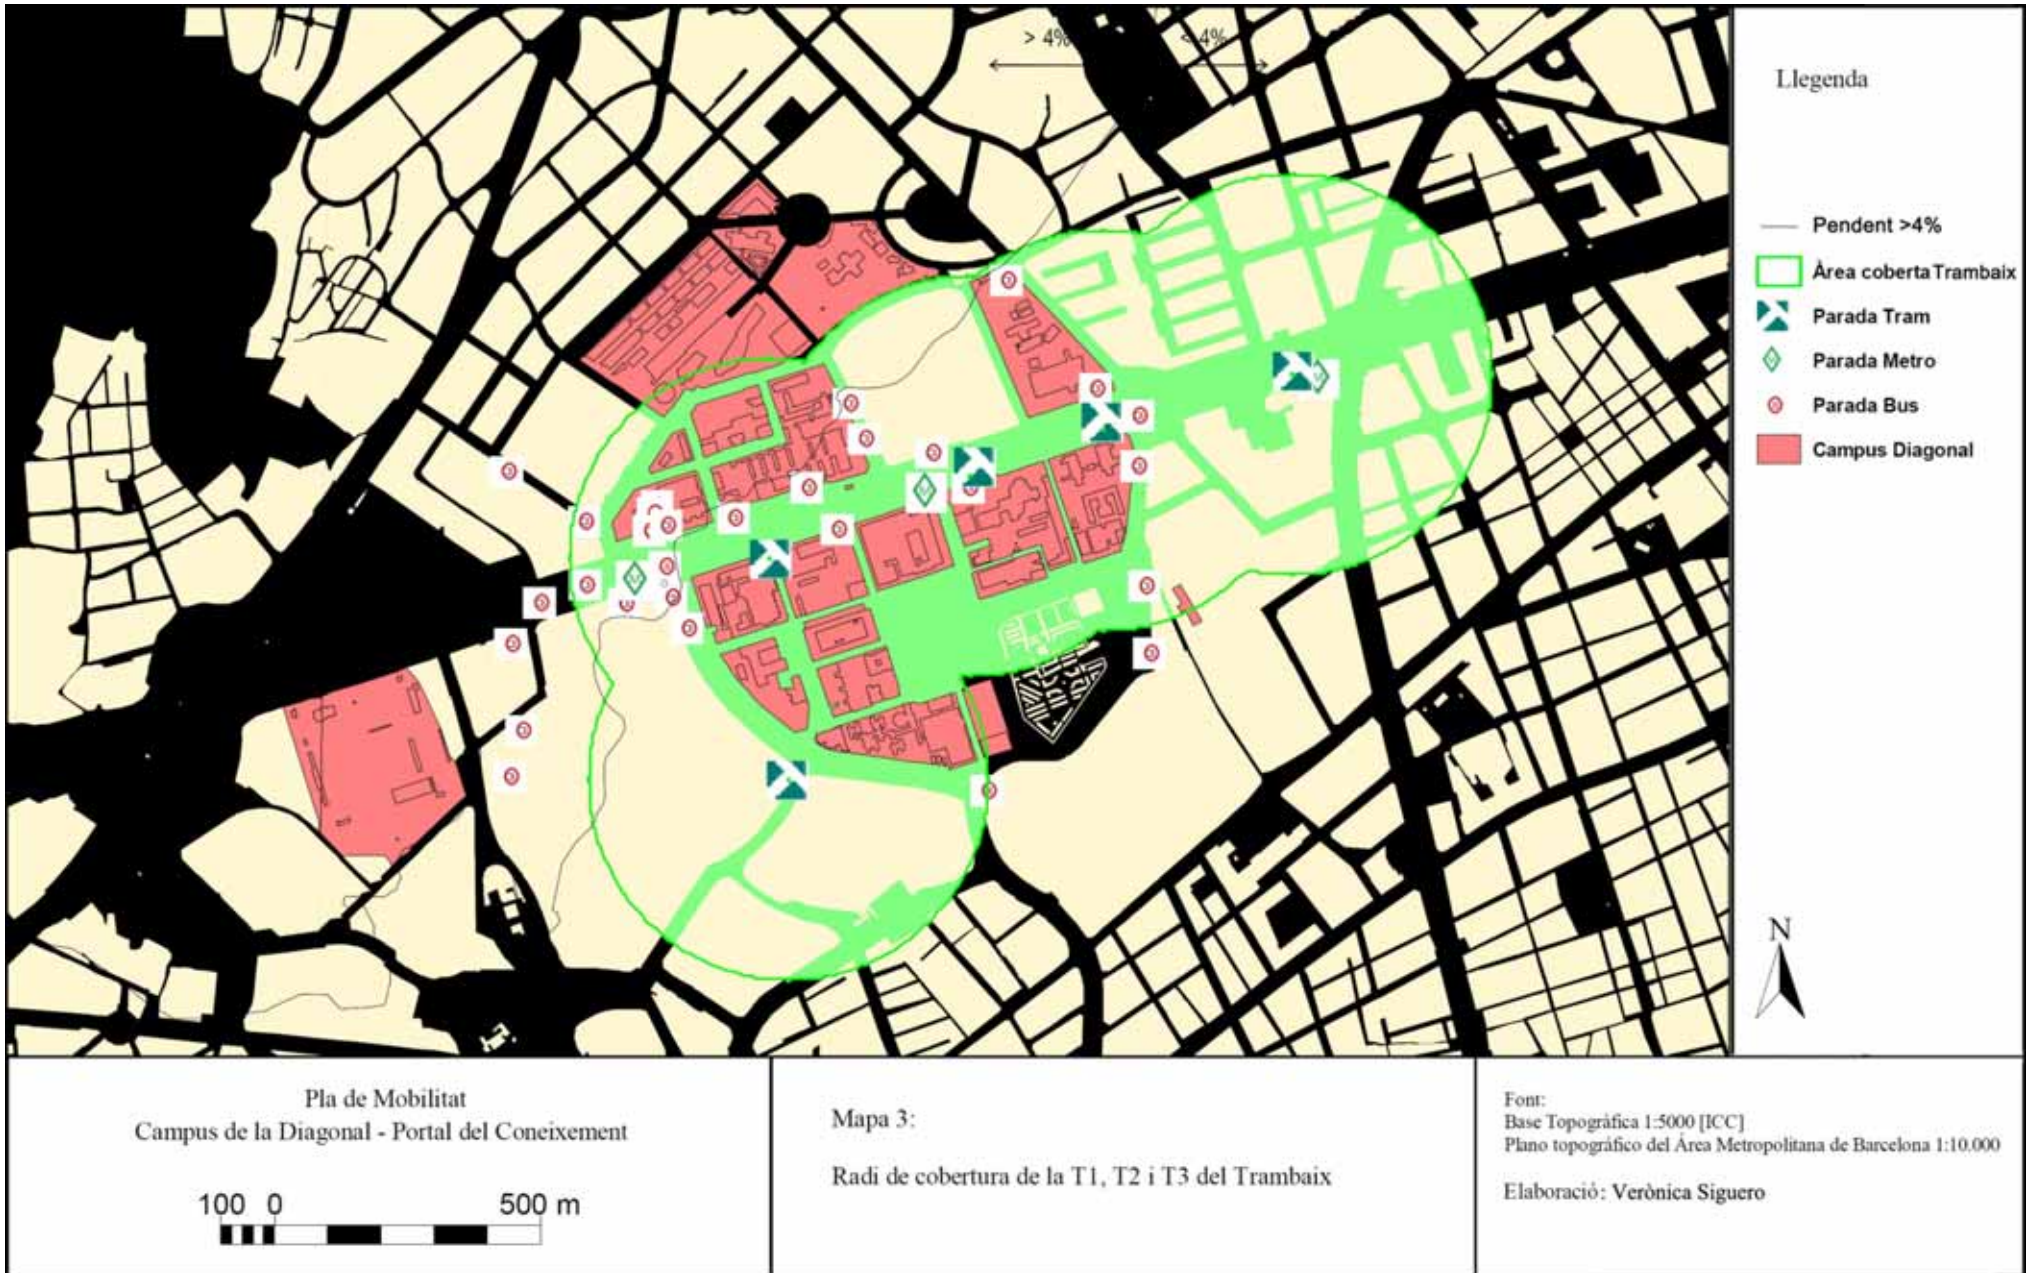 > 4%
< 4%
Llegenda
Pendent >4%
Àrea coberta Trambaix
Parada Tram
Parada Metro
Parada Bus
Campus Diagonal
N
Pla de Mobilitat
Campus de la Diagonal - Portal del Coneixement
100 0 500 m
Mapa 3:
Radi de cobertura de la T1, T2 i T3 del Trambaix
Font:
Base Topogràfica 1:5000 [ICC]
Plano topográfico del Área Metropolitana de Barcelona 1:10.000
Elaboració: Verònica Siguero